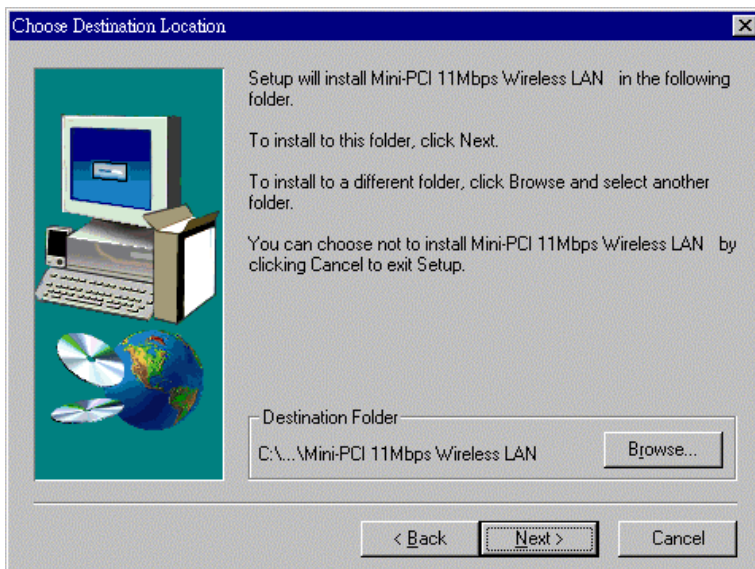 Choose Destination Location
Setup will install Mini-PCI 11Mbps Wireless LAN in the following
folder.
To install to this folder, click Next.
To install to a different folder, click Browse and select another
folder.
You can choose not to install Mini-PCI 11Mbps Wireless LAN by
clicking Cancel to exit Setup.
Destination Folder
C:\...\Mini-PCI 11Mbps Wireless LAN
Browse...
< Back
Next >
Cancel